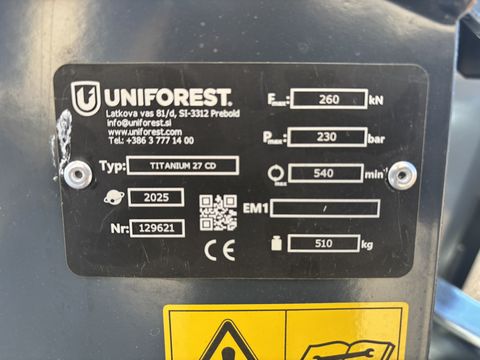 UNIFOREST®
Latkova vas 81/d, SI-3312 Prebold
info@uniforest.si
www.uniforest.com
Tel.: +386 3 777 14 00
Typ: TITANIUM 27 CD
2025
Nr: 129621
CE
Fmax: 260 kN
Pmax: 230 bar
max: 540 min
EM1 /
510 kg